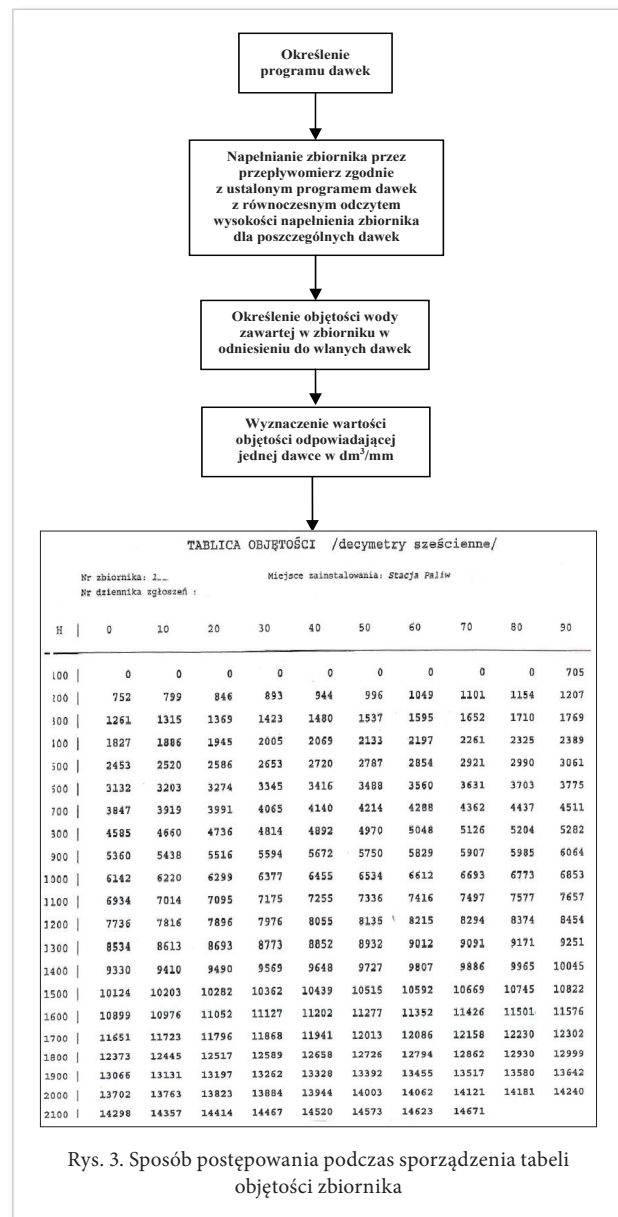 Określenie
programu dawek
Napełnianie zbiornika przez
przepływomierz zgodnie
z ustalonym programem dawek
z równoczesnym odczytem
wysokości napełnienia zbiornika
dla poszczególnych dawek
Określenie objętości wody
zawartej w zbiorniku w
odniesieniu do wlanych dawek
Wyznaczenie wartości
objętości odpowiadającej
jednej dawce w dm³/mm
TABLICA OBJĘTOŚCI /decymetry sześcienne/
Nr zbiornika: 1 Miejsce zainstalowania: Stacja Paliw
Nr dziennika zgłoszeń :
H | 0 10 20 30 40 50 60 70 80 90
100 | 0 0 0 0 0 0 0 0 0 705
200 | 752 799 846 893 944 996 1049 1101 1154 1207
300 | 1261 1315 1369 1423 1480 1537 1595 1652 1710 1769
400 | 1827 1886 1945 2005 2069 2133 2197 2261 2325 2389
500 | 2453 2520 2586 2653 2720 2787 2854 2921 2990 3061
600 | 3132 3203 3274 3345 3416 3488 3560 3631 3703 3775
700 | 3847 3919 3991 4065 4140 4214 4288 4362 4437 4511
800 | 4585 4660 4736 4814 4892 4970 5048 5126 5204 5282
900 | 5360 5438 5516 5594 5672 5750 5829 5907 5985 6064
1000 | 6142 6220 6299 6377 6455 6534 6612 6693 6773 6853
1100 | 6934 7014 7095 7175 7255 7336 7416 7497 7577 7657
1200 | 7736 7816 7896 7976 8055 8135 8215 8294 8374 8454
1300 | 8534 8613 8693 8773 8852 8932 9012 9091 9171 9251
1400 | 9330 9410 9490 9569 9648 9727 9807 9886 9965 10045
1500 | 10124 10203 10282 10362 10439 10515 10592 10669 10745 10822
1600 | 10899 10976 11052 11127 11202 11277 11352 11426 11501 11576
1700 | 11651 11723 11796 11868 11941 12013 12086 12158 12230 12302
1800 | 12373 12445 12517 12589 12658 12726 12794 12862 12930 12999
1900 | 13066 13131 13197 13262 13328 13392 13455 13517 13580 13642
2000 | 13702 13763 13823 13884 13944 14003 14062 14121 14181 14240
2100 | 14298 14357 14414 14467 14520 14573 14623 14671
Rys. 3. Sposób postępowania podczas sporządzenia tabeli
objętości zbiornika